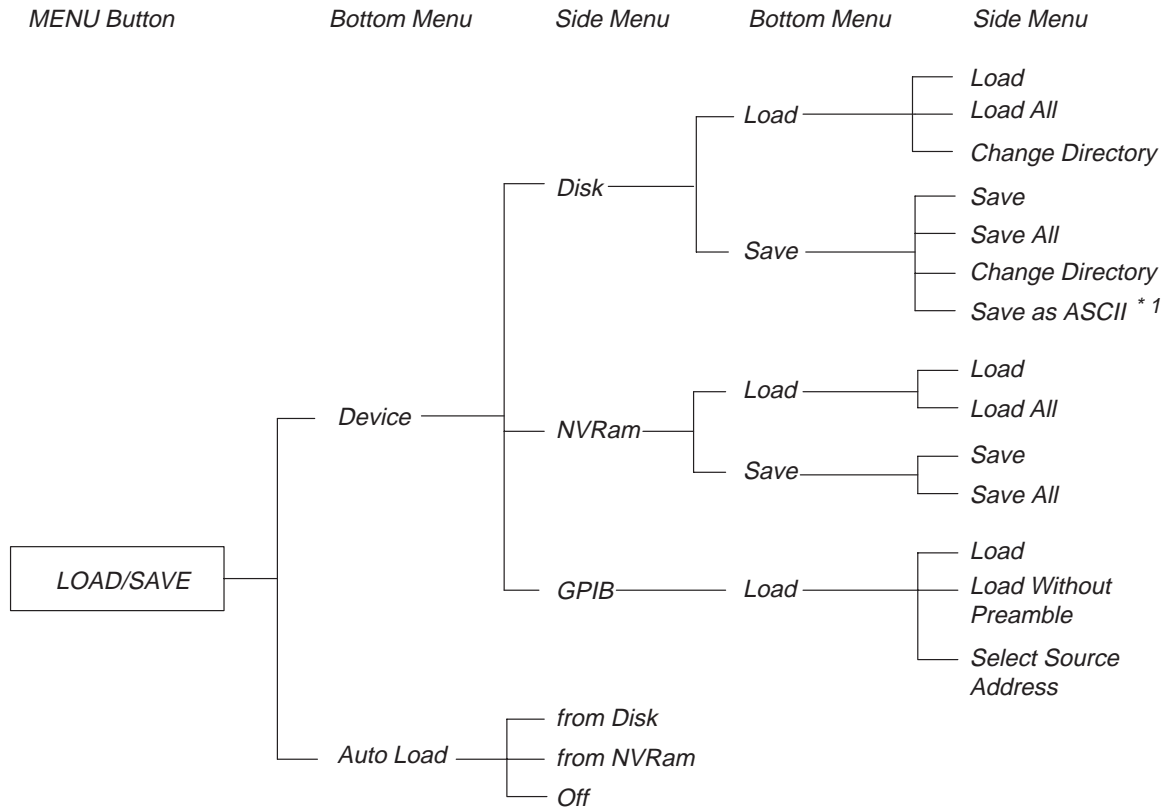 MENU Button Bottom Menu Side Menu Bottom Menu Side Menu
Load
Load
Load All
Change Directory
Disk
Save
Save
Save All
Change Directory
Save as ASCII * 1
Device
NVRam
Load
Load
Load All
Save
Save
Save All
LOAD/SAVE
GPIB
Load
Load
Load Without
Preamble
Select Source
Address
Auto Load
from Disk
from NVRam
Off